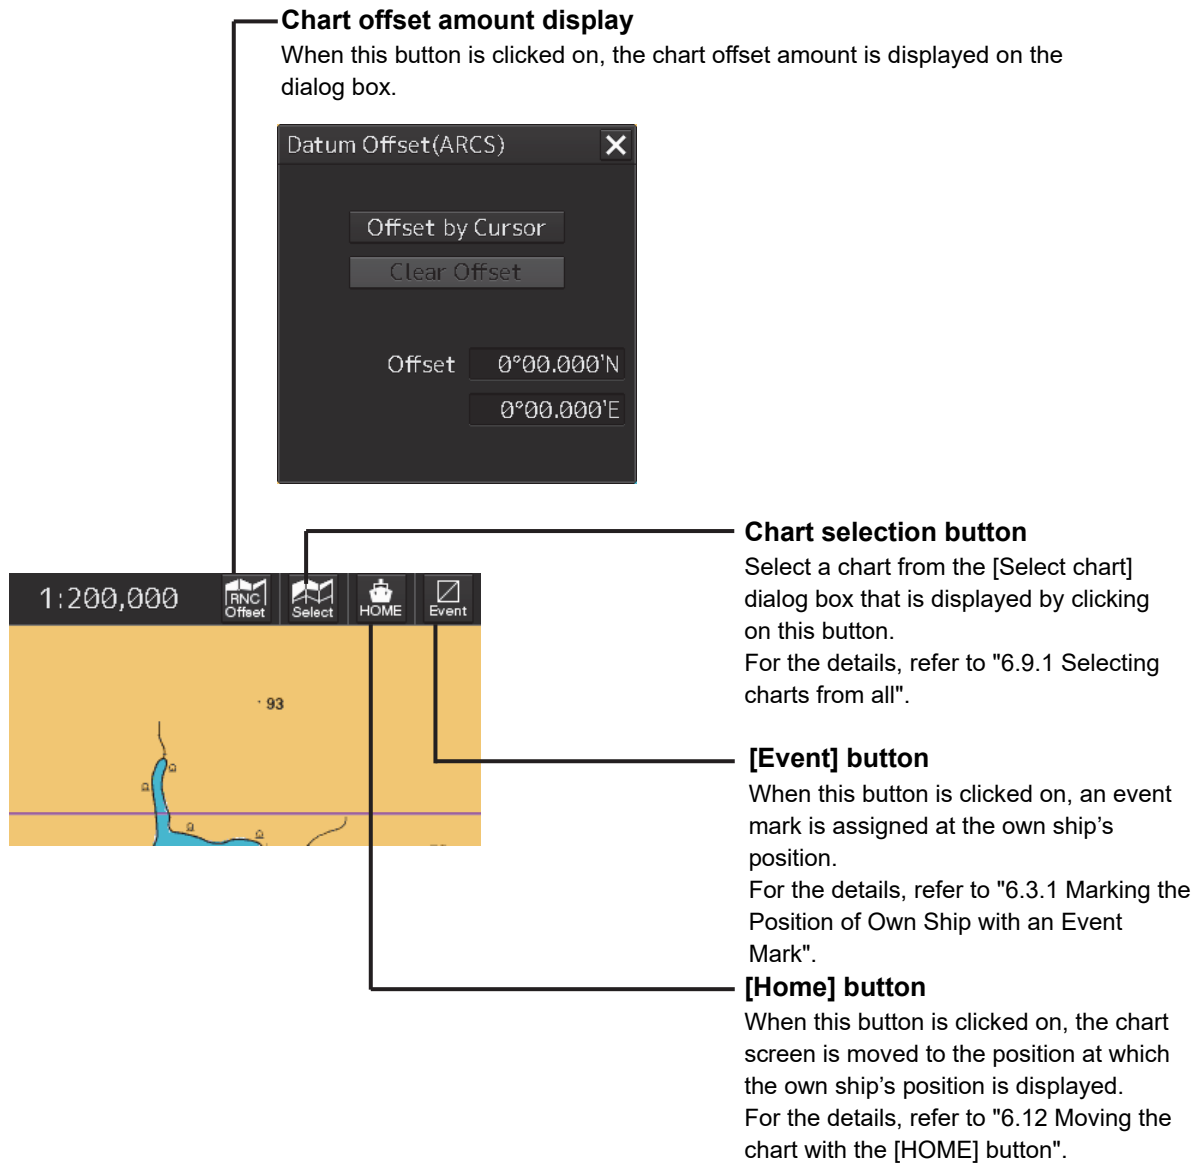 Chart offset amount display
When this button is clicked on, the chart offset amount is displayed on the
dialog box.
Datum Offset(ARCS)
Offset by Cursor
Clear Offset
Offset 0°00.000'N
0°00.000'E
Chart selection button
Select a chart from the [Select chart]
dialog box that is displayed by clicking
on this button.
For the details, refer to "6.9.1 Selecting
charts from all".
1:200,000
RNC
Offset
Select
HOME
Event
93
[Event] button
When this button is clicked on, an event
mark is assigned at the own ship's
position.
For the details, refer to "6.3.1 Marking the
Position of Own Ship with an Event
Mark".
[Home] button
When this button is clicked on, the chart
screen is moved to the position at which
the own ship's position is displayed.
For the details, refer to "6.12 Moving the
chart with the [HOME] button".